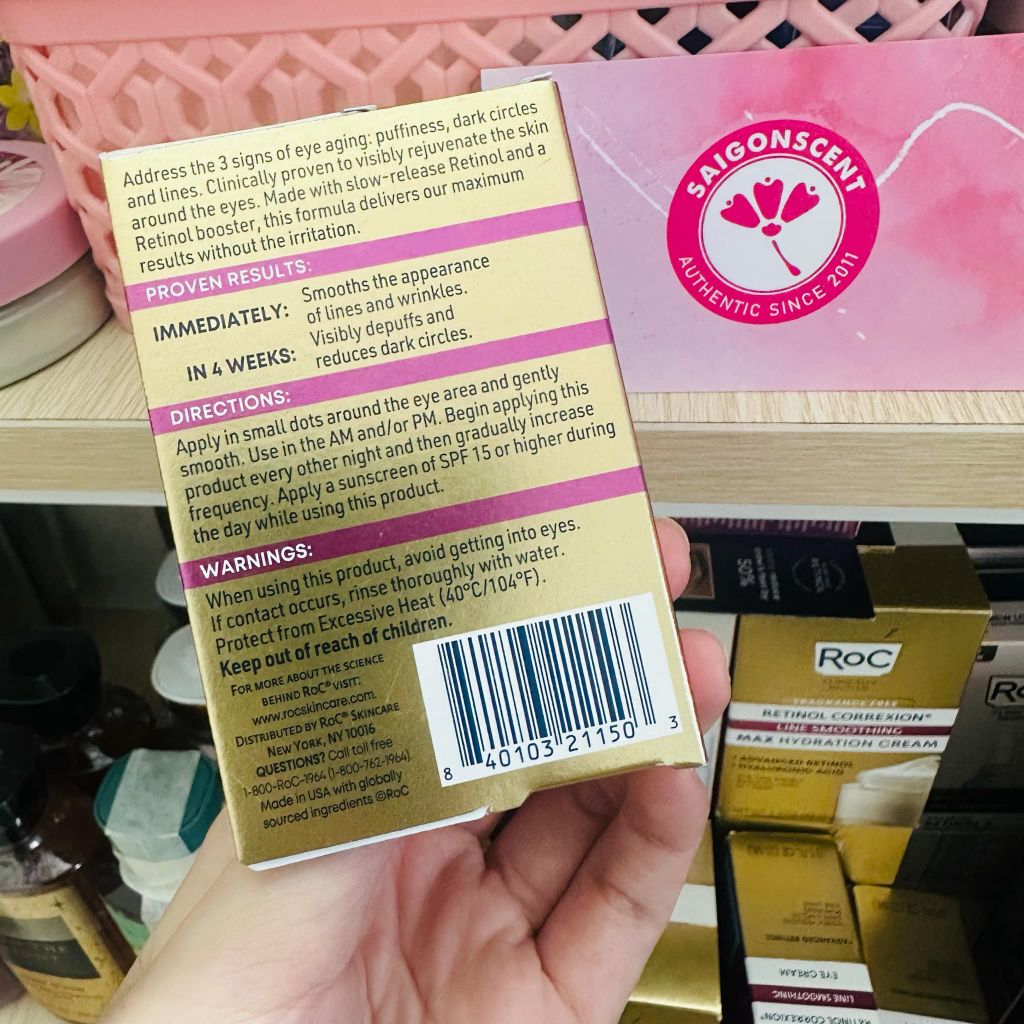 Address the 3 signs of eye aging: puffiness, dark circles
and lines. Clinically proven to visibly rejuvenate the skin
around the eyes. Made with slow-release Retinol and a
Retinol booster, this formula delivers our maximum
results without the irritation.
PROVEN RESULTS:
IMMEDIATELY: Smooths the appearance
of lines and wrinkles.
IN 4 WEEKS: Visibly depuffs and
reduces dark circles.
DIRECTIONS:
Apply in small dots around the eye area and gently
smooth. Use in the AM and/or PM. Begin applying this
product every other night and then gradually increase
frequency. Apply a sunscreen of SPF 15 or higher during
the day while using this product.
WARNINGS:
When using this product, avoid getting into eyes.
If contact occurs, rinse thoroughly with water.
Protect from Excessive Heat (40°C/104°F).
Keep out of reach of children.
FOR MORE ABOUT THE SCIENCE
BEHIND RoC® VISIT:
www.rocskincare.com.
DISTRIBUTED BY RoC® SKINCARE
NEW YORK, NY 10016
QUESTIONS? Call toll free
1-800-RoC-1964 (1-800-762-1964).
Made in USA with globally
sourced ingredients ©RoC
8 40103 21150 3
SAIGONSCENT
AUTHENTIC SINCE 2011
RoC
FRAGRANCE FREE
RETINOL CORREXION®
LINE SMOOTHING
MAX HYDRATION CREAM
EYE CREAM
LINE SMOOTHING
RETINOL CORREXION®